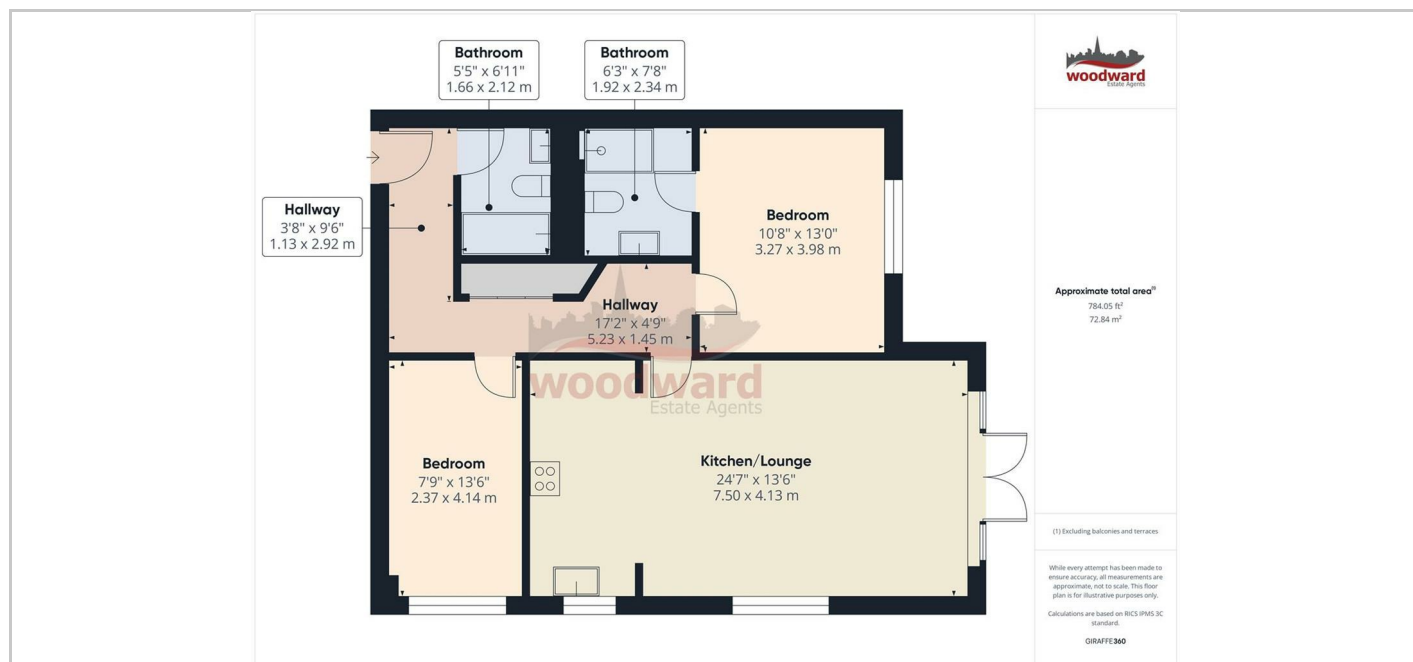 Bathroom
5'5" x 6'11"
1.66 x 2.12 m
Bathroom
6'3" x 7'8"
1.92 x 2.34 m
Hallway
3'8" x 9'6"
1.13 x 2.92 m
Bedroom
10'8" x 13'0"
3.27 x 3.98 m
Hallway
17'2" x 4'9"
5.23 x 1.45 m
woodward
Estate Agents
Bedroom
7'9" x 13'6"
2.37 x 4.14 m
Kitchen/Lounge
24'7" x 13'6"
7.50 x 4.13 m
woodward
Estate Agents
Approximate total area⁽¹⁾
784.05 ft²
72.84 m²
(1) Excluding balconies and terraces
While every attempt has been made to
ensure accuracy, all measurements are
approximate, not to scale. This floor
plan is for illustrative purposes only.
Calculations are based on RICS IPMS 3C
standard.
GIRAFFE360